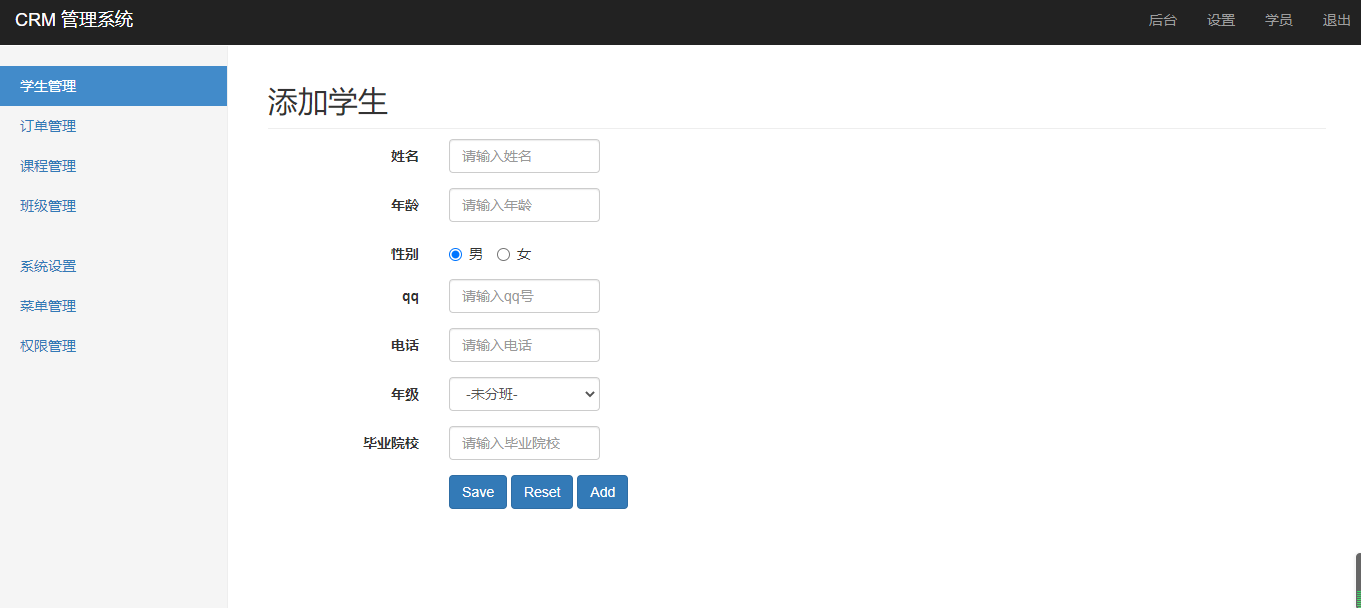 CRM 管理系统
后台 设置 学员 退出
学生管理
订单管理
课程管理
班级管理
系统设置
菜单管理
权限管理
添加学生
姓名 请输入姓名
年龄 请输入年龄
性别 男 女
qq 请输入qq号
电话 请输入电话
年级 -未分班-
毕业院校 请输入毕业院校
Save Reset Add